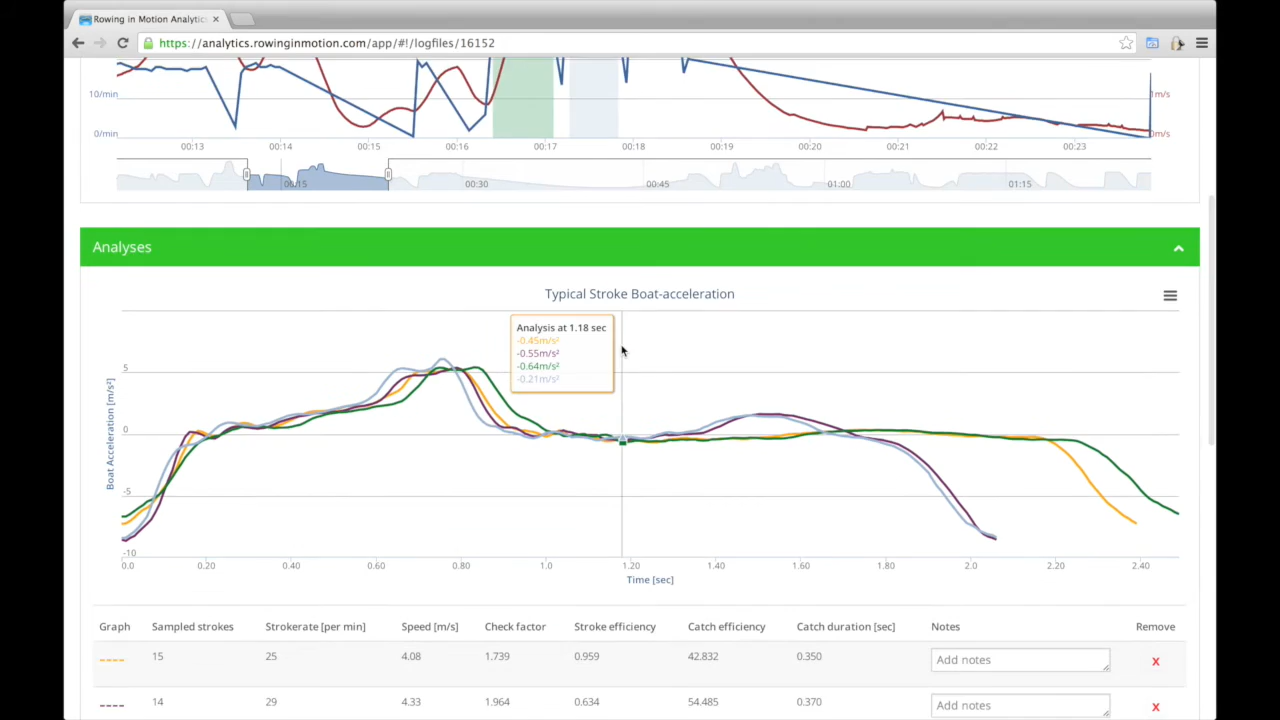 Rowing in Motion Analytic
https://analytics.rowinginmotion.com/app/#!/logfiles/16152
10/min
1m/s
0/min
0m/s
00:13 00:14 00:15 00:16 00:17 00:18 00:19 00:20 00:21 00:22 00:23
00:15 00:30 00:45 01:00 01:15
Analyses
Typical Stroke Boat-acceleration
Analysis at 1.18 sec
-0.45m/s²
-0.55m/s²
-0.64m/s²
-0.21m/s²
Boat Acceleration [m/s²]
5
0
-5
-10
0.0 0.20 0.40 0.60 0.80 1.0 1.20 1.40 1.60 1.80 2.0 2.20 2.40
Time [sec]
Graph Sampled strokes Strokerate [per min] Speed [m/s] Check factor Stroke efficiency Catch efficiency Catch duration [sec] Notes Remove
15 25 4.08 1.739 0.959 42.832 0.350 Add notes X
14 29 4.33 1.964 0.634 54.485 0.370 Add notes X